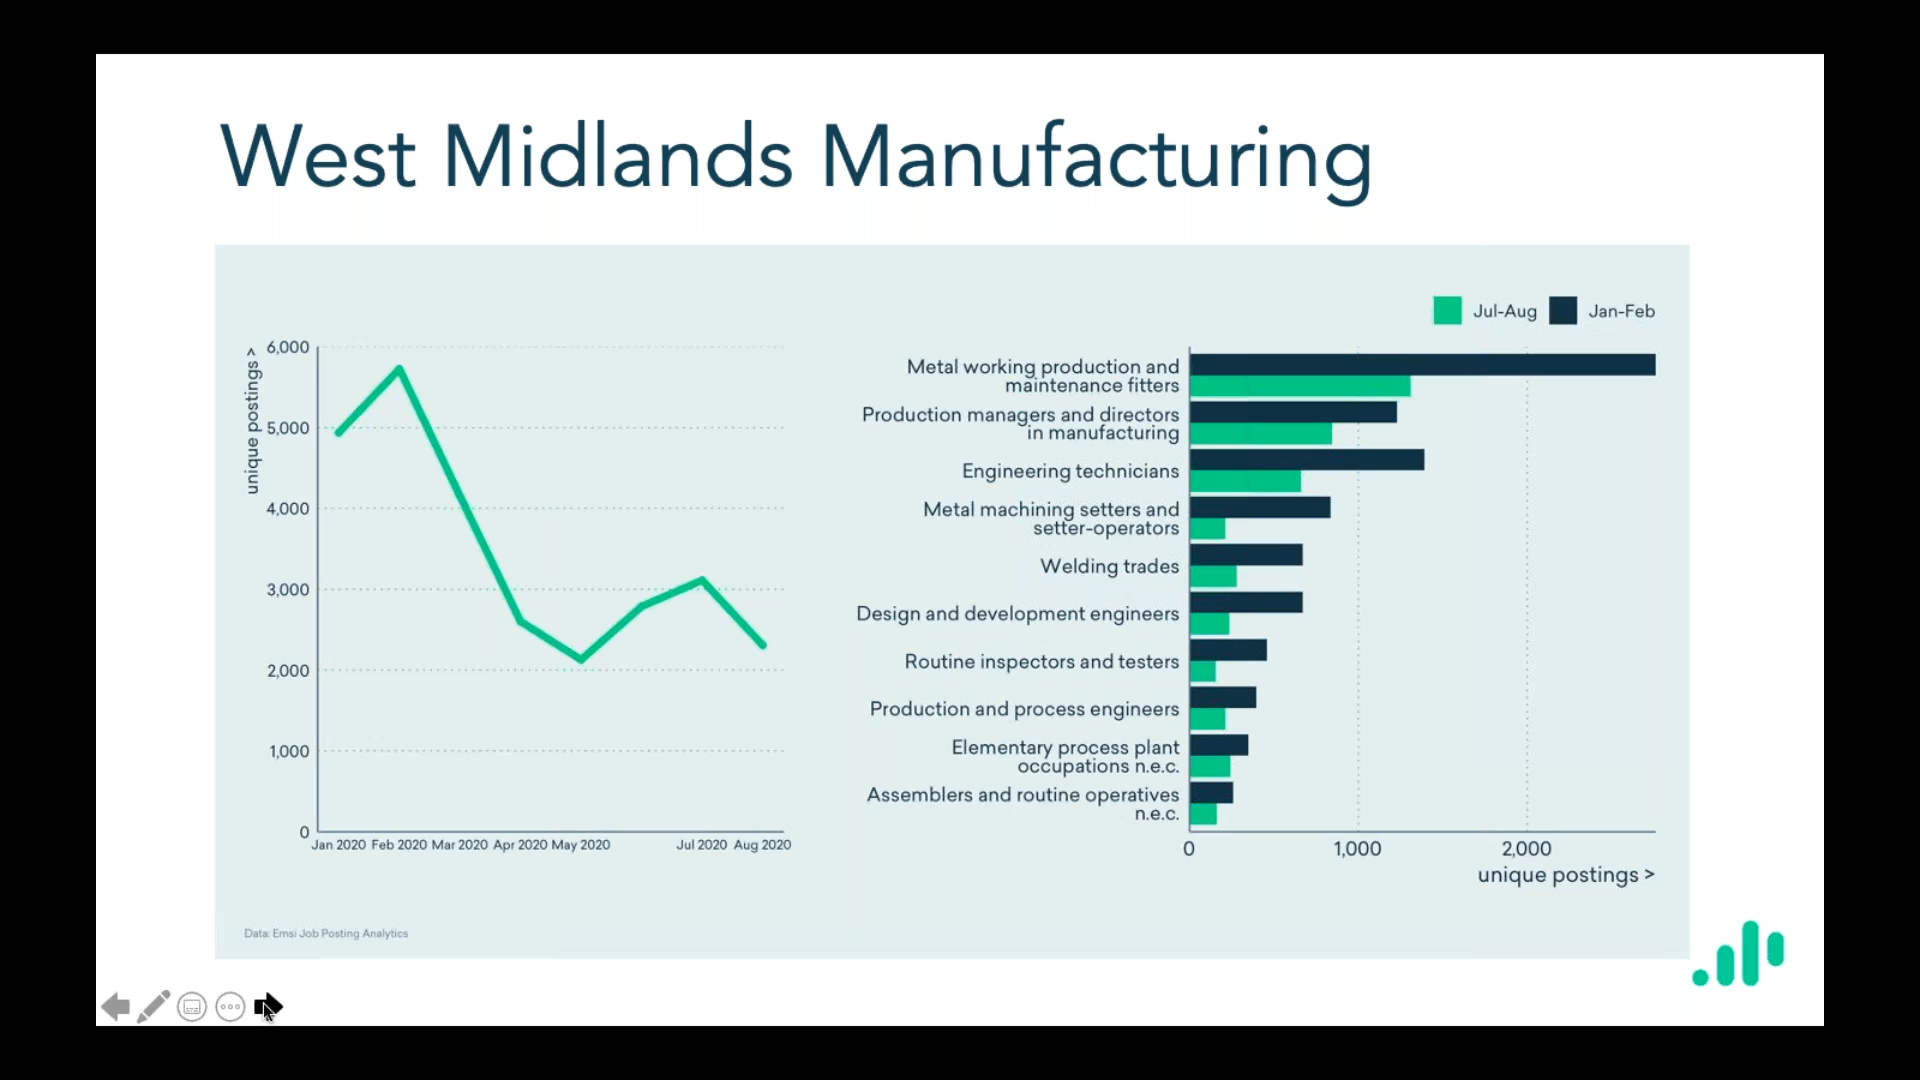 West Midlands Manufacturing
Jul-Aug
Jan-Feb
unique postings >
6,000
5,000
4,000
3,000
2,000
1,000
0
Jan 2020 Feb 2020 Mar 2020 Apr 2020 May 2020 Jul 2020 Aug 2020
Metal working production and
maintenance fitters
Production managers and directors
in manufacturing
Engineering technicians
Metal machining setters and
setter-operators
Welding trades
Design and development engineers
Routine inspectors and testers
Production and process engineers
Elementary process plant
occupations n.e.c.
Assemblers and routine operatives
n.e.c.
0 1,000 2,000
unique postings >
Data: Emsi Job Posting Analytics